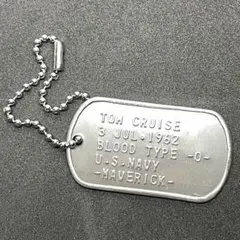 TOM CRUISE
3 JUL.1962
BLOOD TYPE -O-
U.S.NAVY
-MAVERICK-